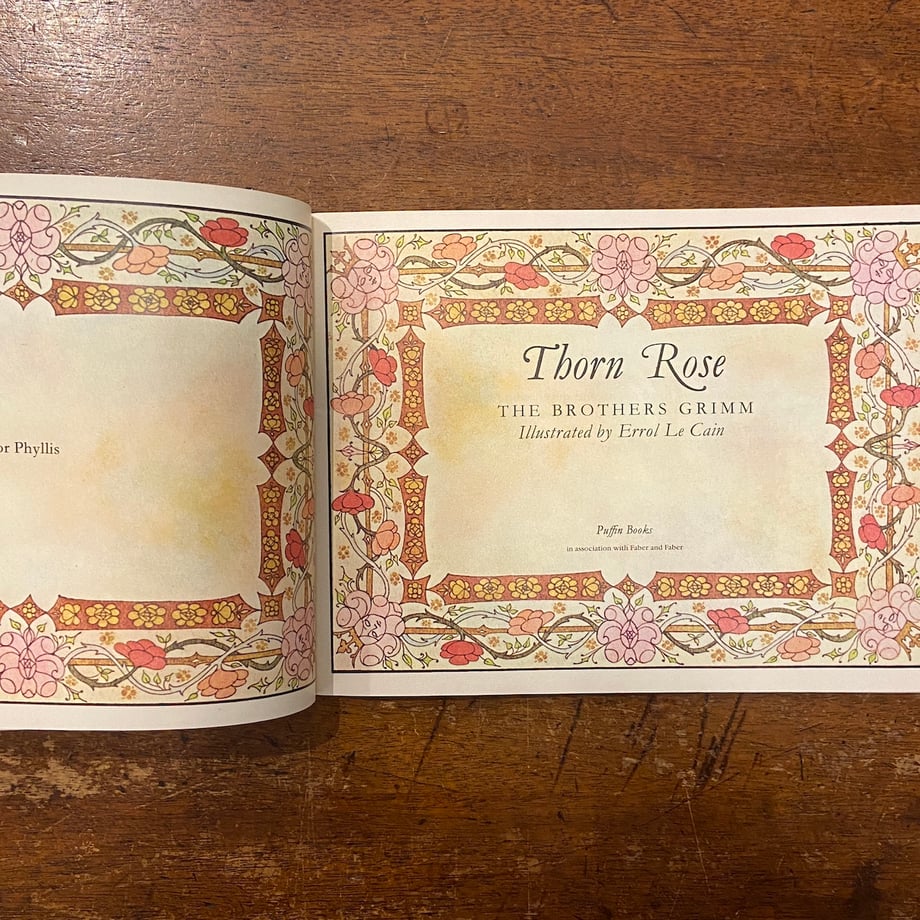 or Phyllis
Thorn Rose
THE BROTHERS GRIMM
Illustrated by Errol Le Cain
Puffin Books
in association with Faber and Faber